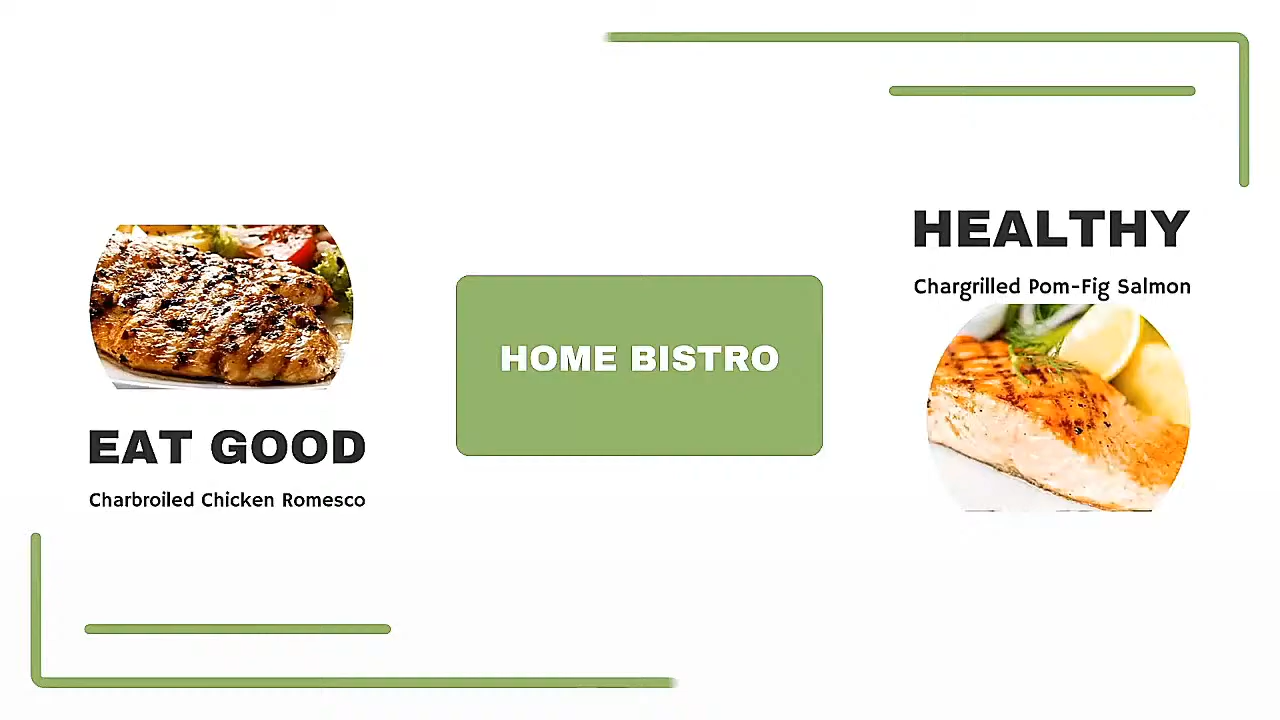 EAT GOOD
Charbroiled Chicken Romesco
HOME BISTRO
HEALTHY
Chargrilled Pom-Fig Salmon